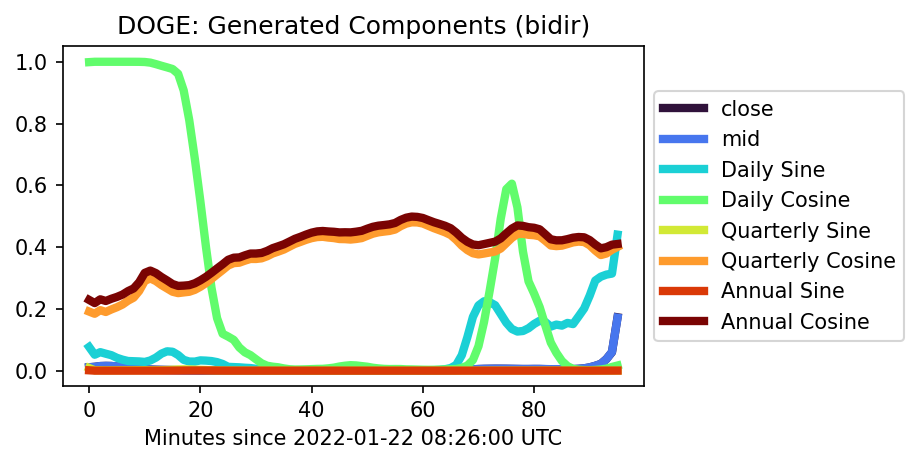 DOGE: Generated Components (bidir)
1.0
0.8
0.6
0.4
0.2
0.0
0 20 40 60 80
Minutes since 2022-01-22 08:26:00 UTC
close
mid
Daily Sine
Daily Cosine
Quarterly Sine
Quarterly Cosine
Annual Sine
Annual Cosine